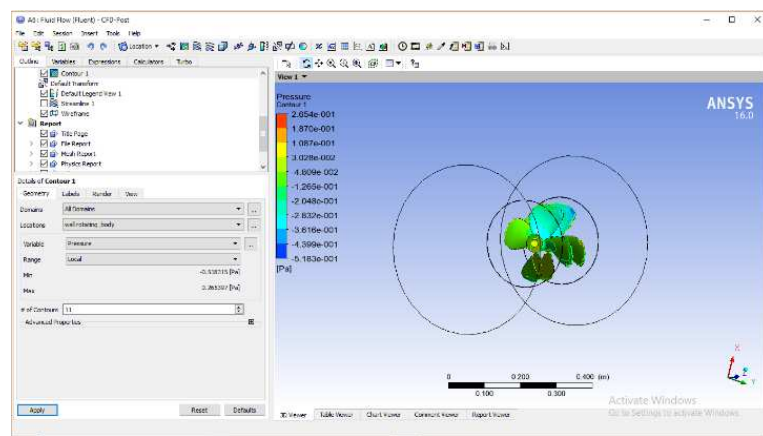 A6 : Fluid Flow (Fluent) - CFD-Post
File Edit Session Insert Tools Help
Location
Outline Variables Expressions Calculators Turbo
Contour 1
Default Transform
Default Legend View 1
Streamline 1
Wireframe
Report
Title Page
File Report
Mesh Report
Physics Report
Details of Contour 1
Geometry Labels Render View
Domains All Domains
Locations wall rotating_body
Variable Pressure
Range Local
Min [Pa]
Max [Pa]
# of Contours 11
Advanced Properties
Apply Reset Defaults
View 1
Pressure
Contour 1
2.654e-001
1.870e-001
1.087e-001
3.028e-002
-4.809e-002
-1.265e-001
-2.048e-001
-2.832e-001
-3.616e-001
-4.399e-001
-5.183e-001
[Pa]
ANSYS
16.0
0 0.200 0.400 (m)
0.100 0.300
X
Z
Y
Activate Windows
Go to Settings to activate Windows.
3D Viewer Table Viewer Chart Viewer Comment Viewer Report Viewer